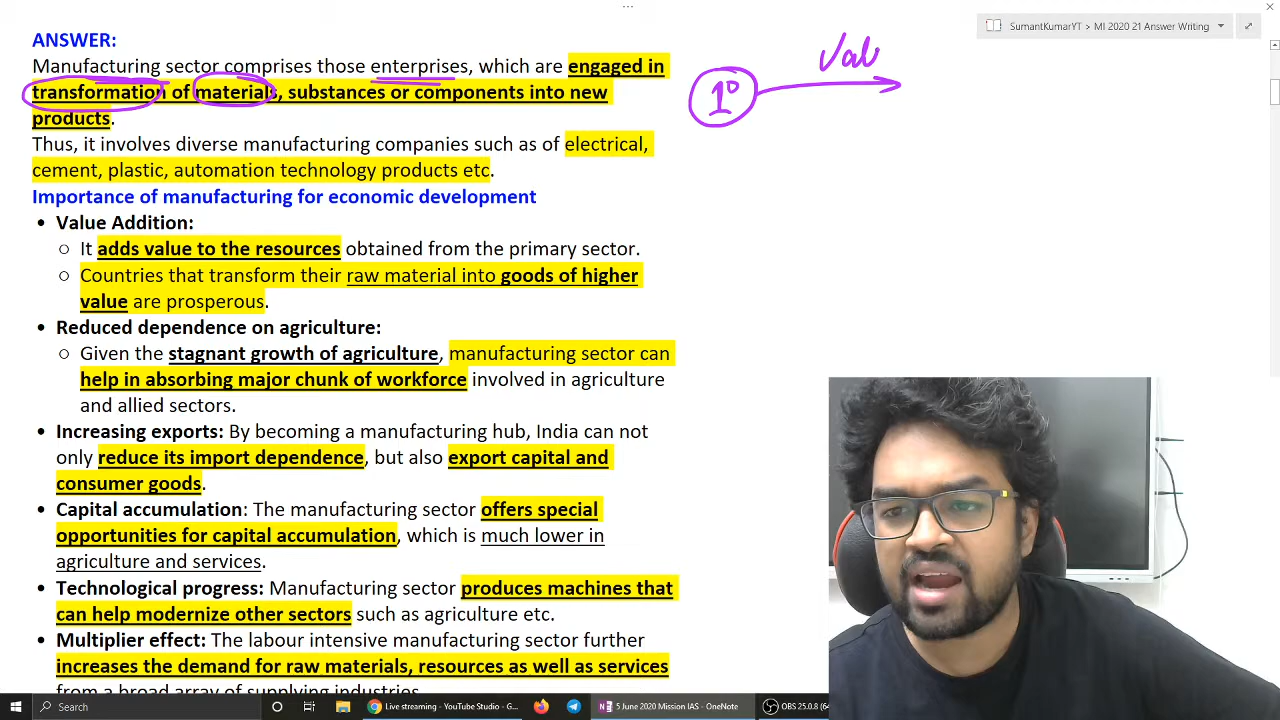 ...
SumantKumarYT > MI 2020 21 Answer Writing
ANSWER:
Manufacturing sector comprises those enterprises, which are engaged in
transformation of materials, substances or components into new
products.
1⁰
Val
Thus, it involves diverse manufacturing companies such as of electrical,
cement, plastic, automation technology products etc.
Importance of manufacturing for economic development
• Value Addition:
○ It adds value to the resources obtained from the primary sector.
○ Countries that transform their raw material into goods of higher
value are prosperous.
• Reduced dependence on agriculture:
○ Given the stagnant growth of agriculture, manufacturing sector can
help in absorbing major chunk of workforce involved in agriculture
and allied sectors.
• Increasing exports: By becoming a manufacturing hub, India can not
only reduce its import dependence, but also export capital and
consumer goods.
• Capital accumulation: The manufacturing sector offers special
opportunities for capital accumulation, which is much lower in
agriculture and services.
• Technological progress: Manufacturing sector produces machines that
can help modernize other sectors such as agriculture etc.
• Multiplier effect: The labour intensive manufacturing sector further
increases the demand for raw materials, resources as well as services
from a broad array of supplying industries.
Search
Live streaming - YouTube Studio - G...
5 June 2020 Mission IAS - OneNote
OBS 25.0.8 (64